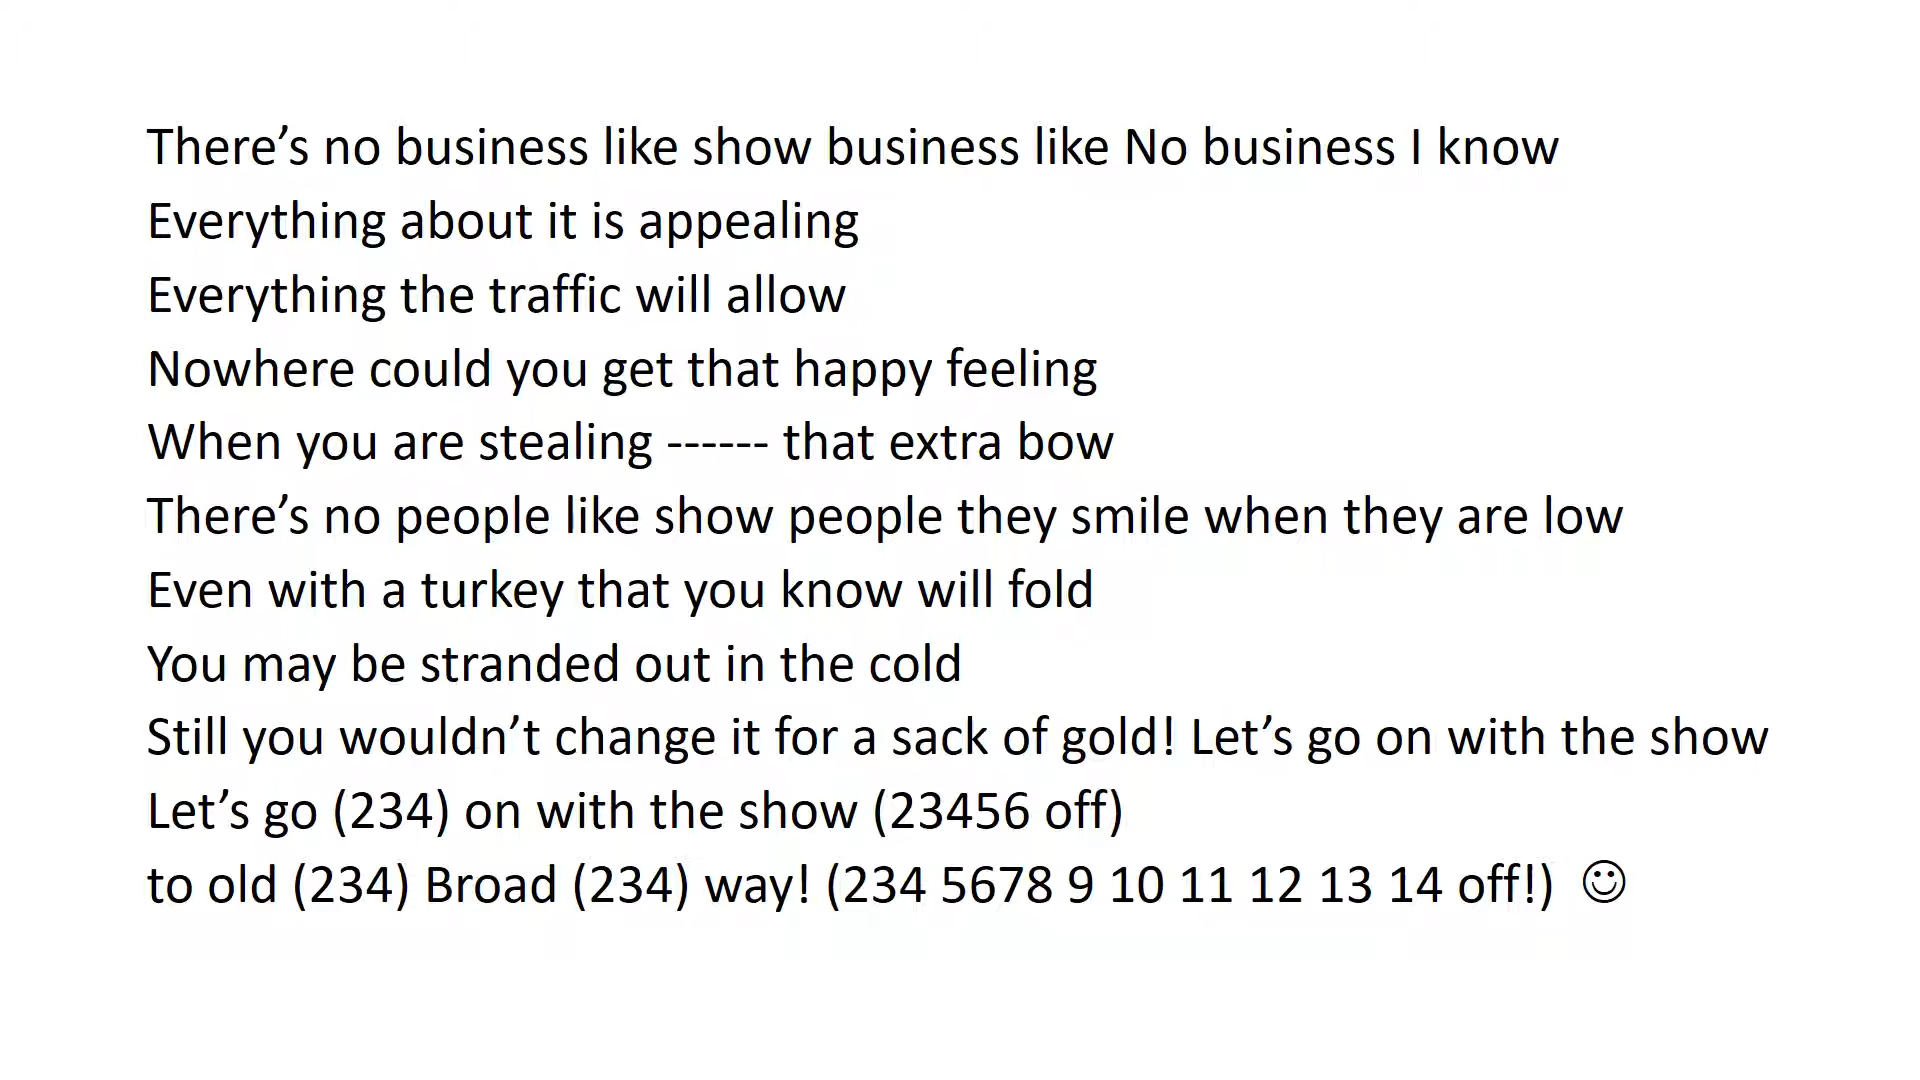 There’s no business like show business like No business I know
Everything about it is appealing
Everything the traffic will allow
Nowhere could you get that happy feeling
When you are stealing ------ that extra bow
There’s no people like show people they smile when they are low
Even with a turkey that you know will fold
You may be stranded out in the cold
Still you wouldn’t change it for a sack of gold! Let’s go on with the show
Let’s go (234) on with the show (23456 off)
to old (234) Broad (234) way! (234 5678 9 10 11 12 13 14 off!) ☺